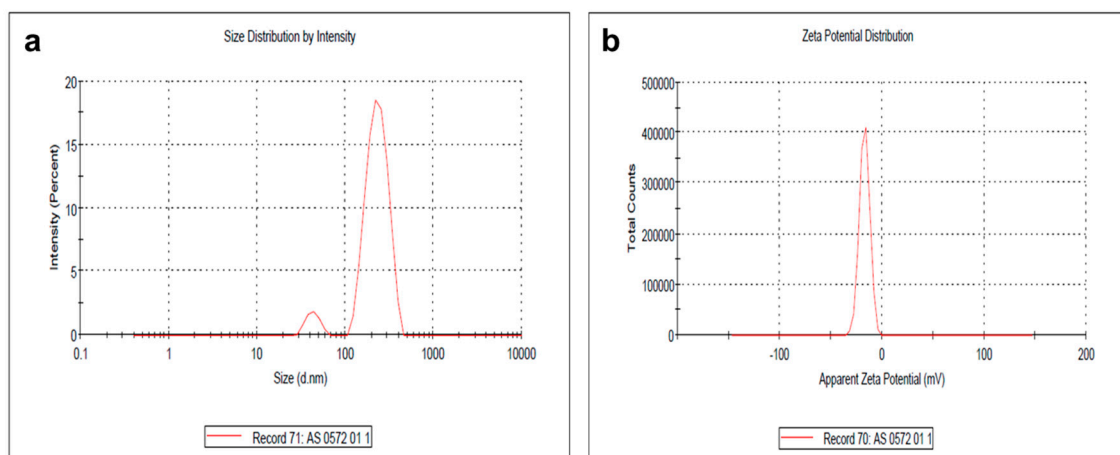 a
Size Distribution by Intensity
20
15
10
5
0
Intensity (Percent)
0.1 1 10 100 1000 10000
Size (d.nm)
Record 71: AS 0572 01 1
b
Zeta Potential Distribution
500000
400000
300000
200000
100000
0
Total Counts
-100 0 100 200
Apparent Zeta Potential (mV)
Record 70: AS 0572 01 1